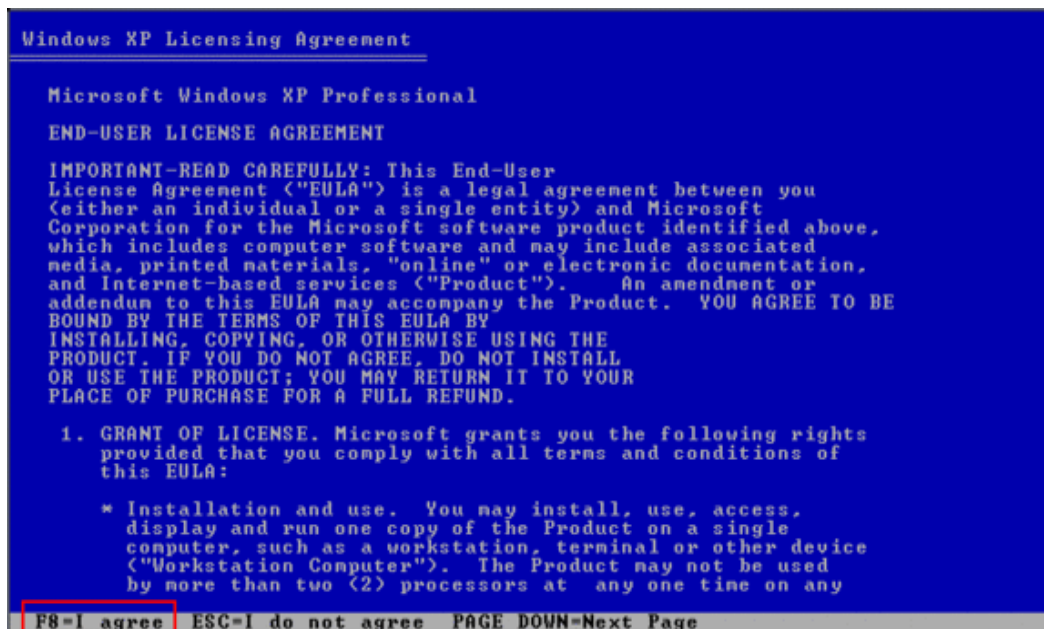 Windows XP Licensing Agreement
Microsoft Windows XP Professional
END-USER LICENSE AGREEMENT
IMPORTANT-READ CAREFULLY: This End-User
License Agreement ("EULA") is a legal agreement between you
(either an individual or a single entity) and Microsoft
Corporation for the Microsoft software product identified above,
which includes computer software and may include associated
media, printed materials, "online" or electronic documentation,
and Internet-based services ("Product"). An amendment or
addendum to this EULA may accompany the Product. YOU AGREE TO BE
BOUND BY THE TERMS OF THIS EULA BY
INSTALLING, COPYING, OR OTHERWISE USING THE
PRODUCT. IF YOU DO NOT AGREE, DO NOT INSTALL
OR USE THE PRODUCT; YOU MAY RETURN IT TO YOUR
PLACE OF PURCHASE FOR A FULL REFUND.
1. GRANT OF LICENSE. Microsoft grants you the following rights
provided that you comply with all terms and conditions of
this EULA:
* Installation and use. You may install, use, access,
display and run one copy of the Product on a single
computer, such as a workstation, terminal or other device
("Workstation Computer"). The Product may not be used
by more than two (2) processors at any one time on any
F8=I agree ESC=I do not agree PAGE DOWN=Next Page